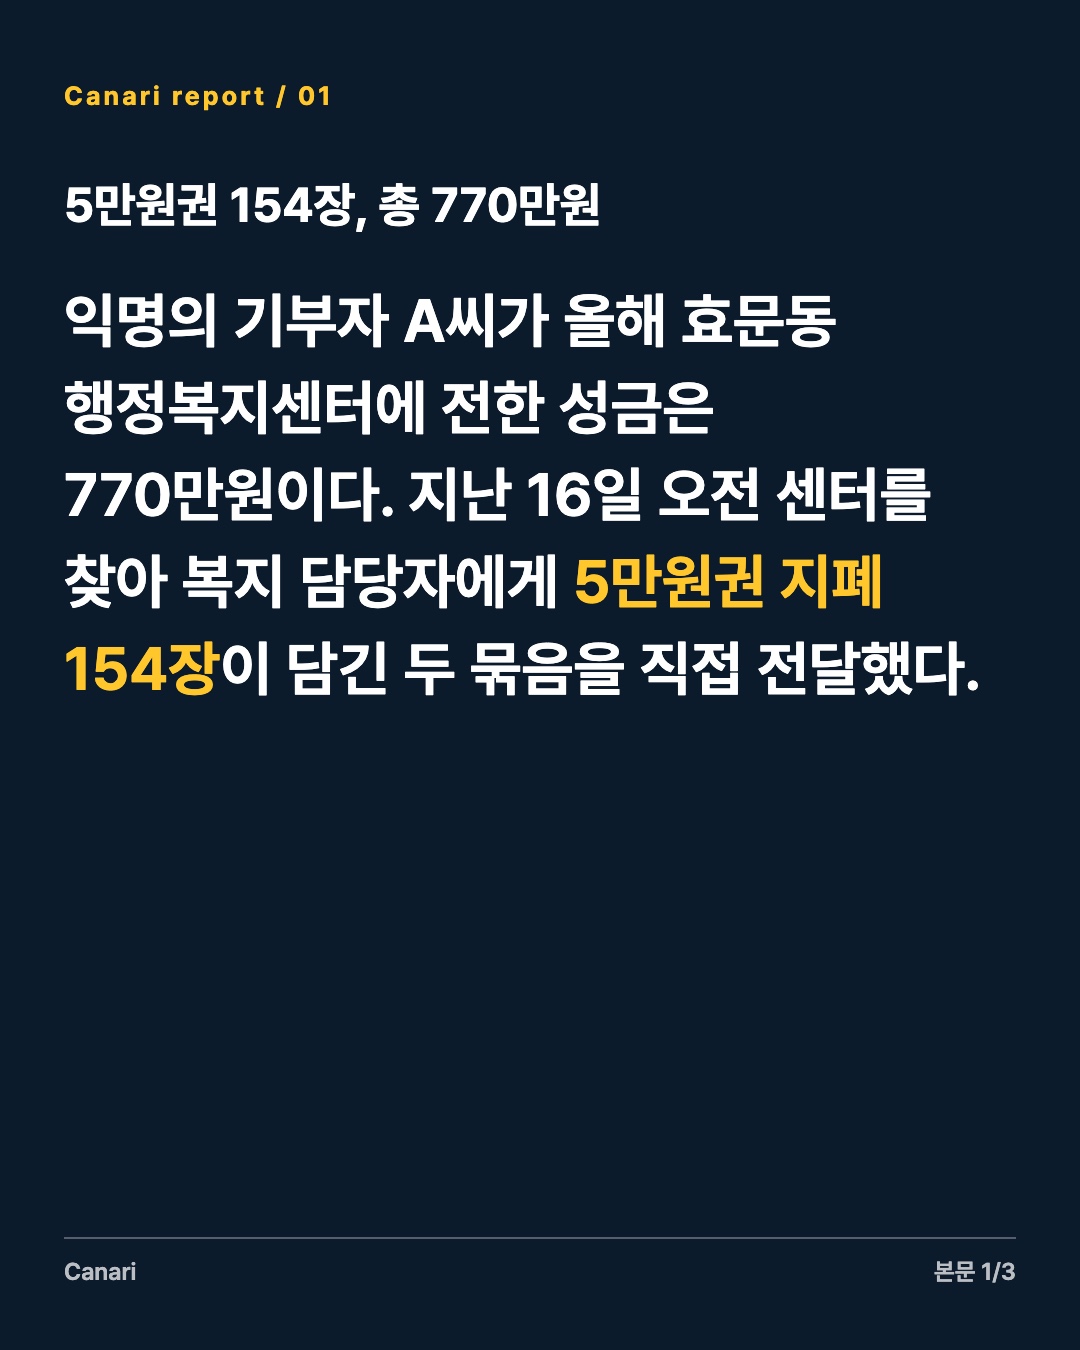 Canari report / 01
5만원권 154장, 총 770만원
익명의 기부자 A씨가 올해 효문동
행정복지센터에 전한 성금은
770만원이다. 지난 16일 오전 센터를
찾아 복지 담당자에게 5만원권 지폐
154장이 담긴 두 묶음을 직접 전달했다.
Canari
본문 1/3